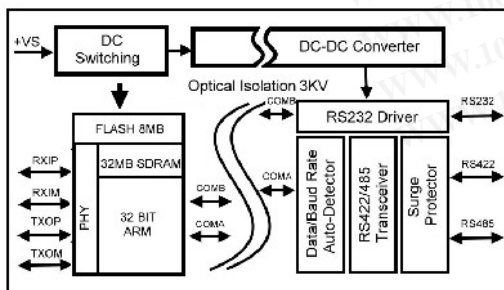 +VS
DC
Switching
DC-DC Converter
Optical Isolation 3KV
COMB
RS232 Driver
RS232
FLASH 8MB
32MB SDRAM
PHY
32 BIT
ARM
RXIP
RXIM
TXOP
TXOM
COMB
COMA
COMA
Data/Baud Rate
Auto-Detector
RS422/485
Transceiver
Surge
Protector
RS422
RS485